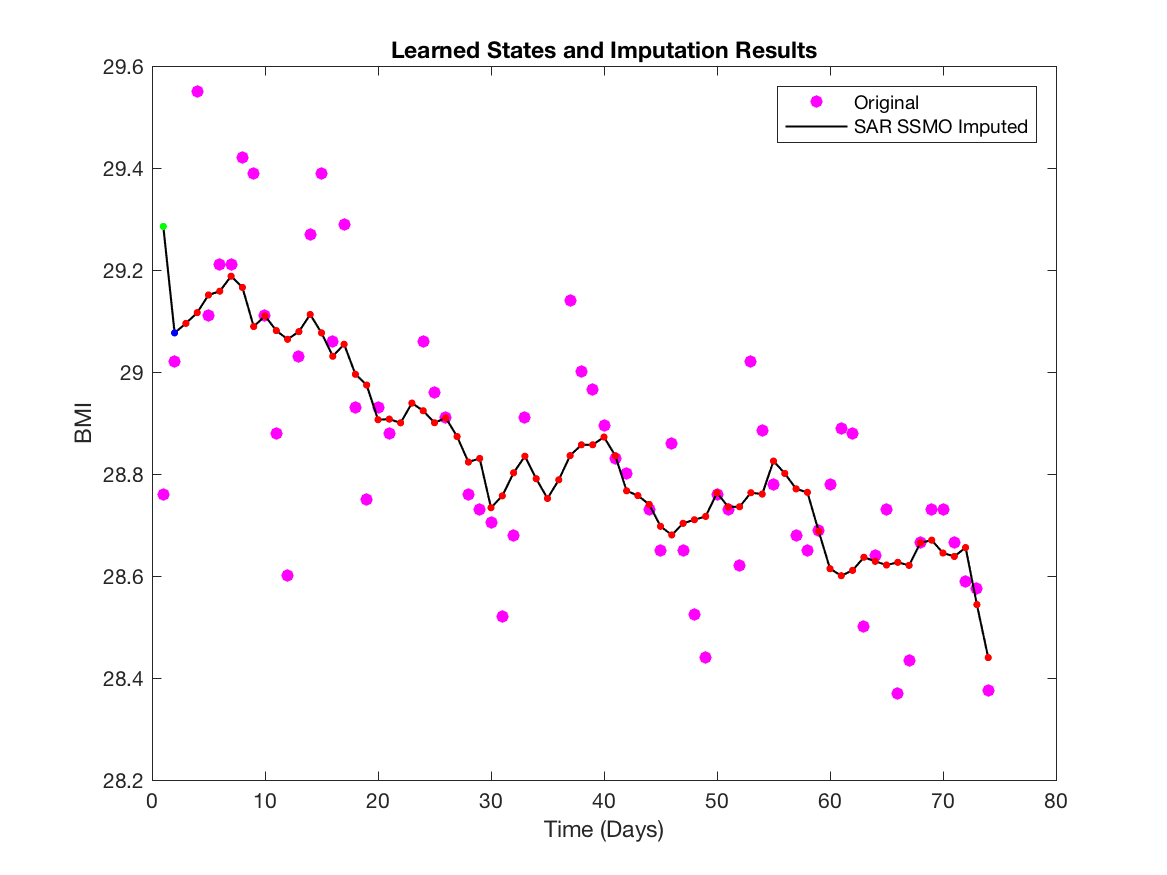 Learned States and Imputation Results
Original
SAR SSMO Imputed
29.6
29.4
29.2
29
28.8
28.6
28.4
28.2
BMI
0 10 20 30 40 50 60 70 80
Time (Days)